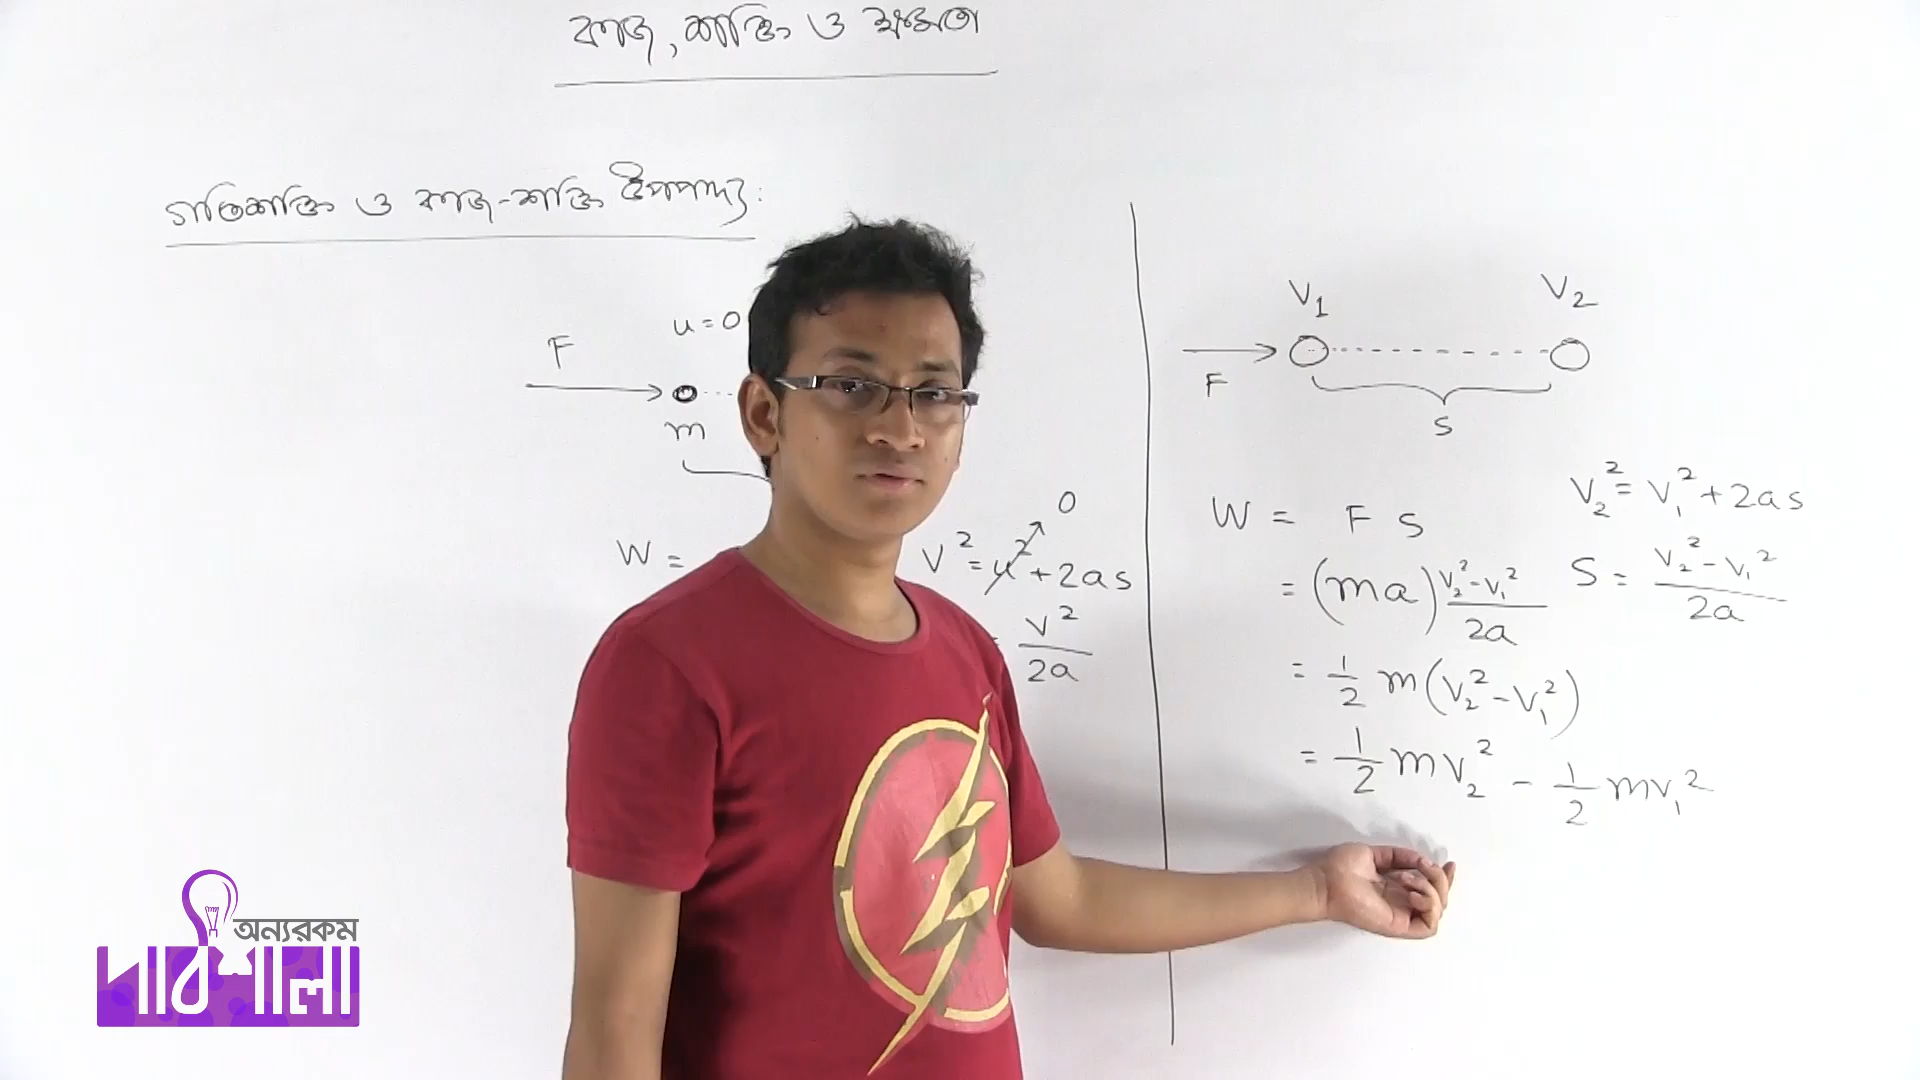 কাজ, শক্তি ও ক্ষমতা
গতিশক্তি ও কাজ-শক্তি উপপাদ্য:
F
u = 0
m
W =
0
V² = u² + 2as
V²/2a
V₁
V₂
F
S
W = F S
= (ma) (V₂² - V₁²)/2a
= 1/2 m (V₂² - V₁²)
= 1/2 mV₂² - 1/2 mV₁²
V₂² = V₁² + 2as
S = (V₂² - V₁²)/2a
অন্যরকম
পাঠশালা